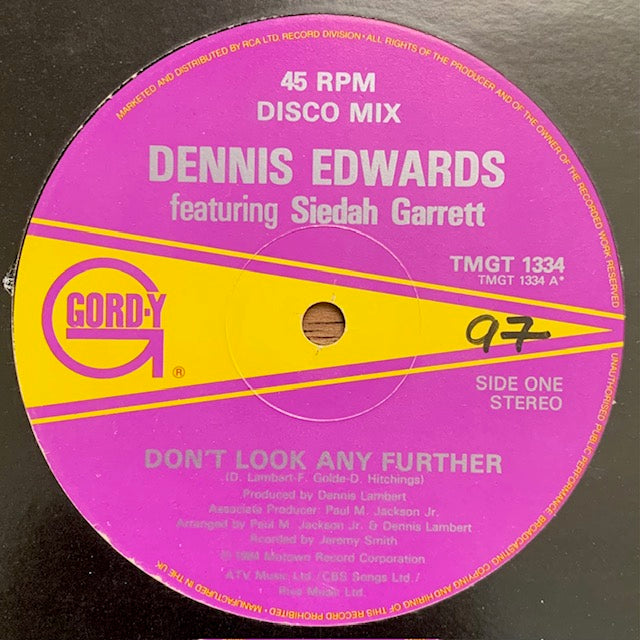 MARKETED AND DISTRIBUTED BY RCA LTD. RECORD DIVISION • ALL RIGHTS OF THE PRODUCER AND OF THE OWNER OF THE RECORDED WORK RESERVED
UNAUTHORISED PUBLIC PERFORMANCE BROADCASTING COPYING AND HIRING OF THIS RECORD PROHIBITED • MANUFACTURED IN THE UK
45 RPM
DISCO MIX
DENNIS EDWARDS
featuring Siedah Garrett
TMGT 1334
TMGT 1334 A*
GORD-Y
G
®
97
SIDE ONE
STEREO
DON'T LOOK ANY FURTHER
(D. Lambert-F. Golde-D. Hitchings)
Produced by Dennis Lambert
Associate Producer: Paul M. Jackson Jr.
Arranged by Paul M. Jackson Jr. & Dennis Lambert
Recorded by Jeremy Smith
℗ 1984 Motown Record Corporation
ATV Music Ltd./CBS Songs Ltd./
Music Ltd.